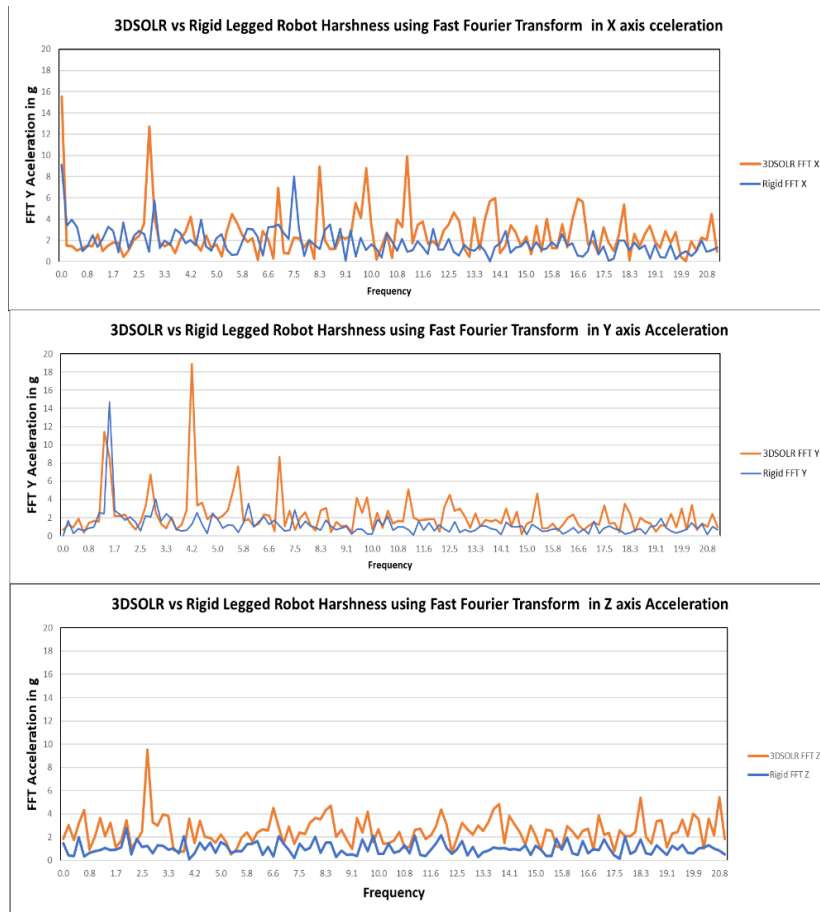 3DSOLR vs Rigid Legged Robot Harshness using Fast Fourier Transform in X axis cceleration
FFT Y Aceleration in g
20
18
16
14
12
10
8
6
4
2
0
0.0 0.8 1.7 2.5 3.3 4.2 5.0 5.8 6.6 7.5 8.3 9.1 10.0 10.8 11.6 12.5 13.3 14.1 15.0 15.8 16.6 17.4 18.3 19.1 19.9 20.8
Frequency
3DSOLR FFT X
Rigid FFT X
3DSOLR vs Rigid Legged Robot Harshness using Fast Fourier Transform in Y axis Acceleration
FFT Y Aceleration in g
20
18
16
14
12
10
8
6
4
2
0
0.0 0.8 1.7 2.5 3.3 4.2 5.0 5.8 6.6 7.5 8.3 9.1 10.0 10.8 11.6 12.5 13.3 14.1 15.0 15.8 16.6 17.4 18.3 19.1 19.9 20.8
Frequency
3DSOLR FFT Y
Rigid FFT Y
3DSOLR vs Rigid Legged Robot Harshness using Fast Fourier Transform in Z axis Acceleration
FFT Acceleration in g
20
18
16
14
12
10
8
6
4
2
0
0.0 0.8 1.7 2.5 3.3 4.2 5.0 5.8 6.6 7.5 8.3 9.1 10.0 10.8 11.6 12.5 13.3 14.1 15.0 15.8 16.6 17.4 18.3 19.1 19.9 20.8
Frequency
3DSOLR FFT Z
Rigid FFT Z